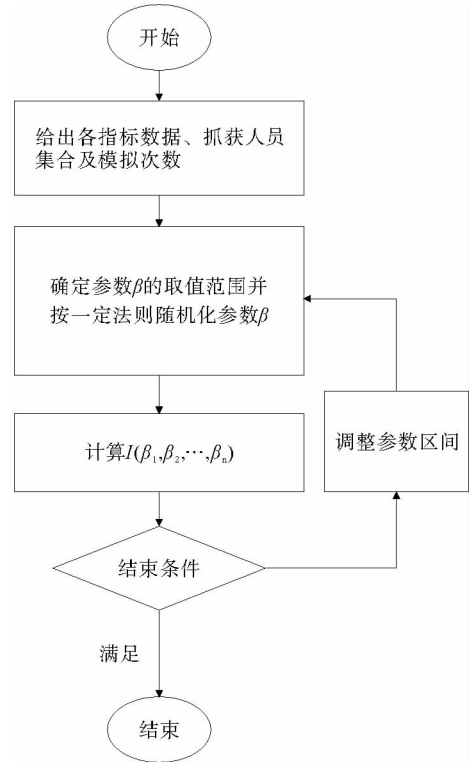 开始
给出各指标数据、抓获人员
集合及模拟次数
确定参数β的取值范围并
按一定法则随机化参数β
计算I(β₁,β₂,···,βₙ)
调整参数区间
结束条件
满足
结束